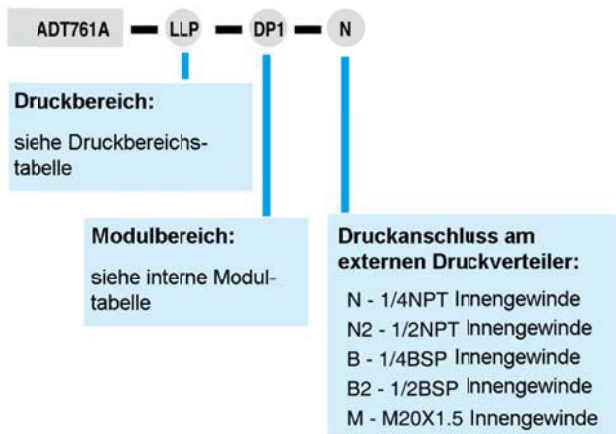 ADT761A — LLP — DP1 — N
Druckbereich:
siehe Druckbereichs-
tabelle
Modulbereich:
siehe interne Modul-
tabelle
Druckanschluss am
externen Druckverteiler:
N - 1/4NPT Innengewinde
N2 - 1/2NPT Innengewinde
B - 1/4BSP Innengewinde
B2 - 1/2BSP Innengewinde
M - M20X1.5 Innengewinde